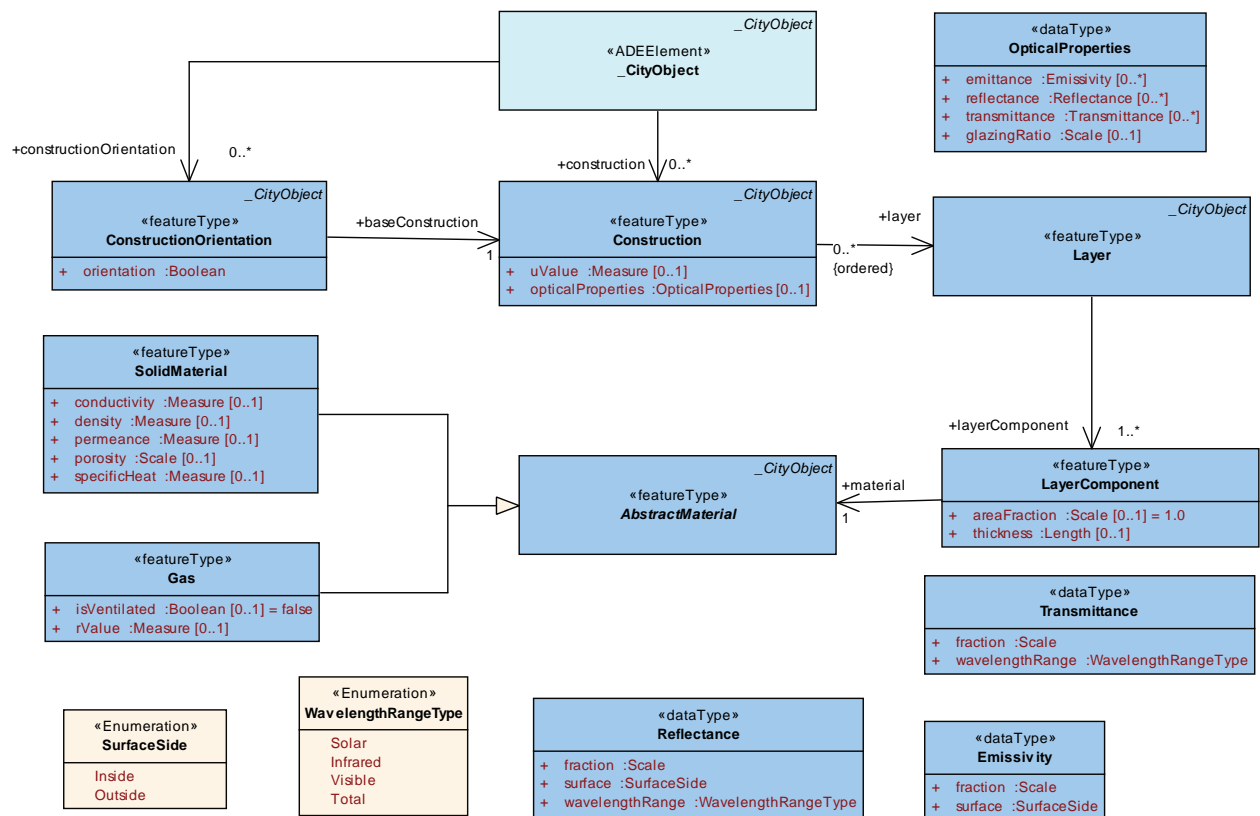 _CityObject
«ADEElement»
_CityObject
«dataType»
OpticalProperties
+ emittance :Emissivity [0..*]
+ reflectance :Reflectance [0..*]
+ transmittance :Transmittance [0..*]
+ glazingRatio :Scale [0..1]
+constructionOrientation
0..*
+construction
0..*
_CityObject
«featureType»
ConstructionOrientation
+ orientation :Boolean
+baseConstruction
1
_CityObject
«featureType»
Construction
+ uValue :Measure [0..1]
+ opticalProperties :OpticalProperties [0..1]
+layer
0..*
{ordered}
_CityObject
«featureType»
Layer
«featureType»
SolidMaterial
+ conductivity :Measure [0..1]
+ density :Measure [0..1]
+ permeance :Measure [0..1]
+ porosity :Scale [0..1]
+ specificHeat :Measure [0..1]
+layerComponent
1..*
_CityObject
«featureType»
AbstractMaterial
+material
1
«featureType»
LayerComponent
+ areaFraction :Scale [0..1] = 1.0
+ thickness :Length [0..1]
«featureType»
Gas
+ isVentilated :Boolean [0..1] = false
+ rValue :Measure [0..1]
«dataType»
Transmittance
+ fraction :Scale
+ wavelengthRange :WavelengthRangeType
«Enumeration»
SurfaceSide
Inside
Outside
«Enumeration»
WavelengthRangeType
Solar
Infrared
Visible
Total
«dataType»
Reflectance
+ fraction :Scale
+ surface :SurfaceSide
+ wavelengthRange :WavelengthRangeType
«dataType»
Emissivity
+ fraction :Scale
+ surface :SurfaceSide